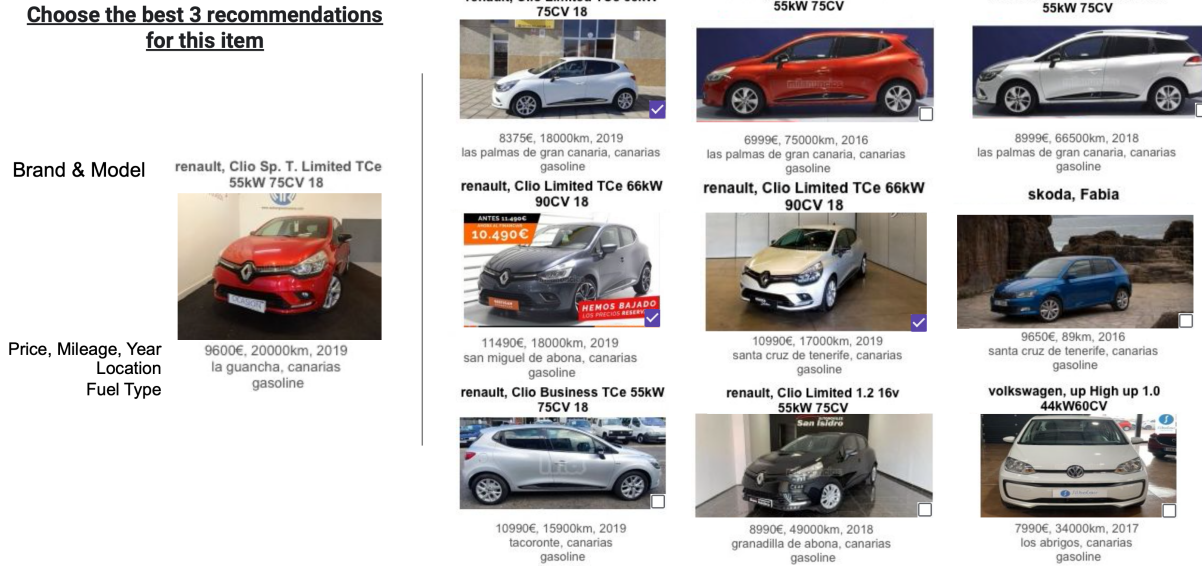 Choose the best 3 recommendations
for this item
Brand & Model
renault, Clio Sp. T. Limited TCe
55kW 75CV 18
OCASION
Price, Mileage, Year
Location
Fuel Type
9600€, 20000km, 2019
la guancha, canarias
gasoline
75CV 18
8375€, 18000km, 2019
las palmas de gran canaria, canarias
gasoline
55kW 75CV
6999€, 75000km, 2016
las palmas de gran canaria, canarias
gasoline
55kW 75CV
8999€, 66500km, 2018
las palmas de gran canaria, canarias
gasoline
renault, Clio Limited TCe 66kW
90CV 18
ANTES 11.490€
10.490€
HEMOS BAJADO
LOS PRECIOS
11490€, 18000km, 2019
san miguel de abona, canarias
gasoline
renault, Clio Limited TCe 66kW
90CV 18
10990€, 17000km, 2019
santa cruz de tenerife, canarias
gasoline
skoda, Fabia
9650€, 89km, 2016
santa cruz de tenerife, canarias
gasoline
renault, Clio Business TCe 55kW
75CV 18
10990€, 15900km, 2019
tacoronte, canarias
gasoline
renault, Clio Limited 1.2 16v
55kW 75CV
San Isidro
8990€, 49000km, 2018
granadilla de abona, canarias
gasoline
volkswagen, up High up 1.0
44kW60CV
7990€, 34000km, 2017
los abrigos, canarias
gasoline